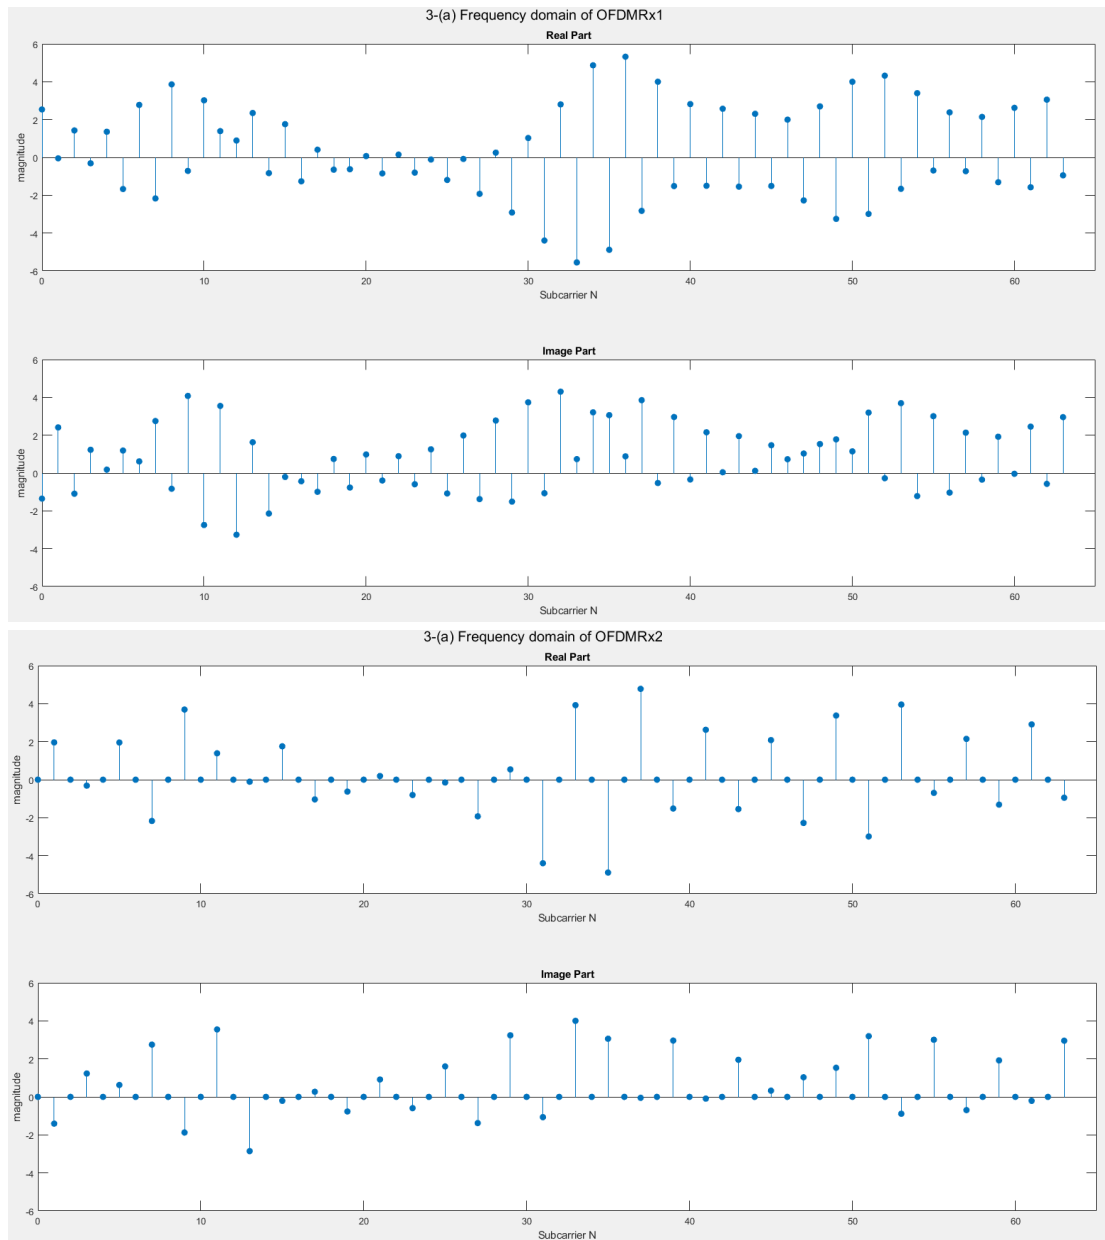 3-(a) Frequency domain of OFDMRx1
Real Part
6
4
2
0
-2
-4
-6
magnitude
0 10 20 30 40 50 60
Subcarrier N
Image Part
6
4
2
0
-2
-4
-6
magnitude
0 10 20 30 40 50 60
Subcarrier N
3-(a) Frequency domain of OFDMRx2
Real Part
6
4
2
0
-2
-4
-6
magnitude
0 10 20 30 40 50 60
Subcarrier N
Image Part
6
4
2
0
-2
-4
-6
magnitude
0 10 20 30 40 50 60
Subcarrier N